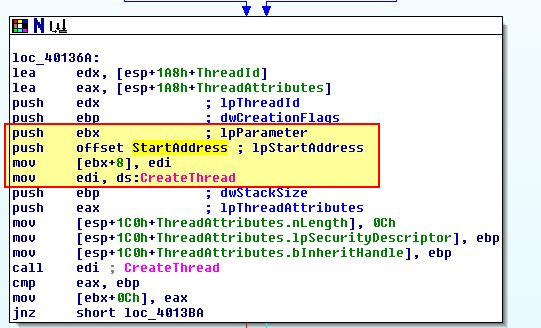 loc_40136A:
lea edx, [esp+1A8h+ThreadId]
lea eax, [esp+1A8h+ThreadAttributes]
push edx ; lpThreadId
push ebp ; dwCreationFlags
push ebx ; lpParameter
push offset StartAddress ; lpStartAddress
mov [ebx+8], edi
mov edi, ds:CreateThread
push ebp ; dwStackSize
push eax ; lpThreadAttributes
mov [esp+1C0h+ThreadAttributes.nLength], 0Ch
mov [esp+1C0h+ThreadAttributes.lpSecurityDescriptor], ebp
mov [esp+1C0h+ThreadAttributes.bInheritHandle], ebp
call edi ; CreateThread
cmp eax, ebp
mov [ebx+0Ch], eax
jnz short loc_4013BA